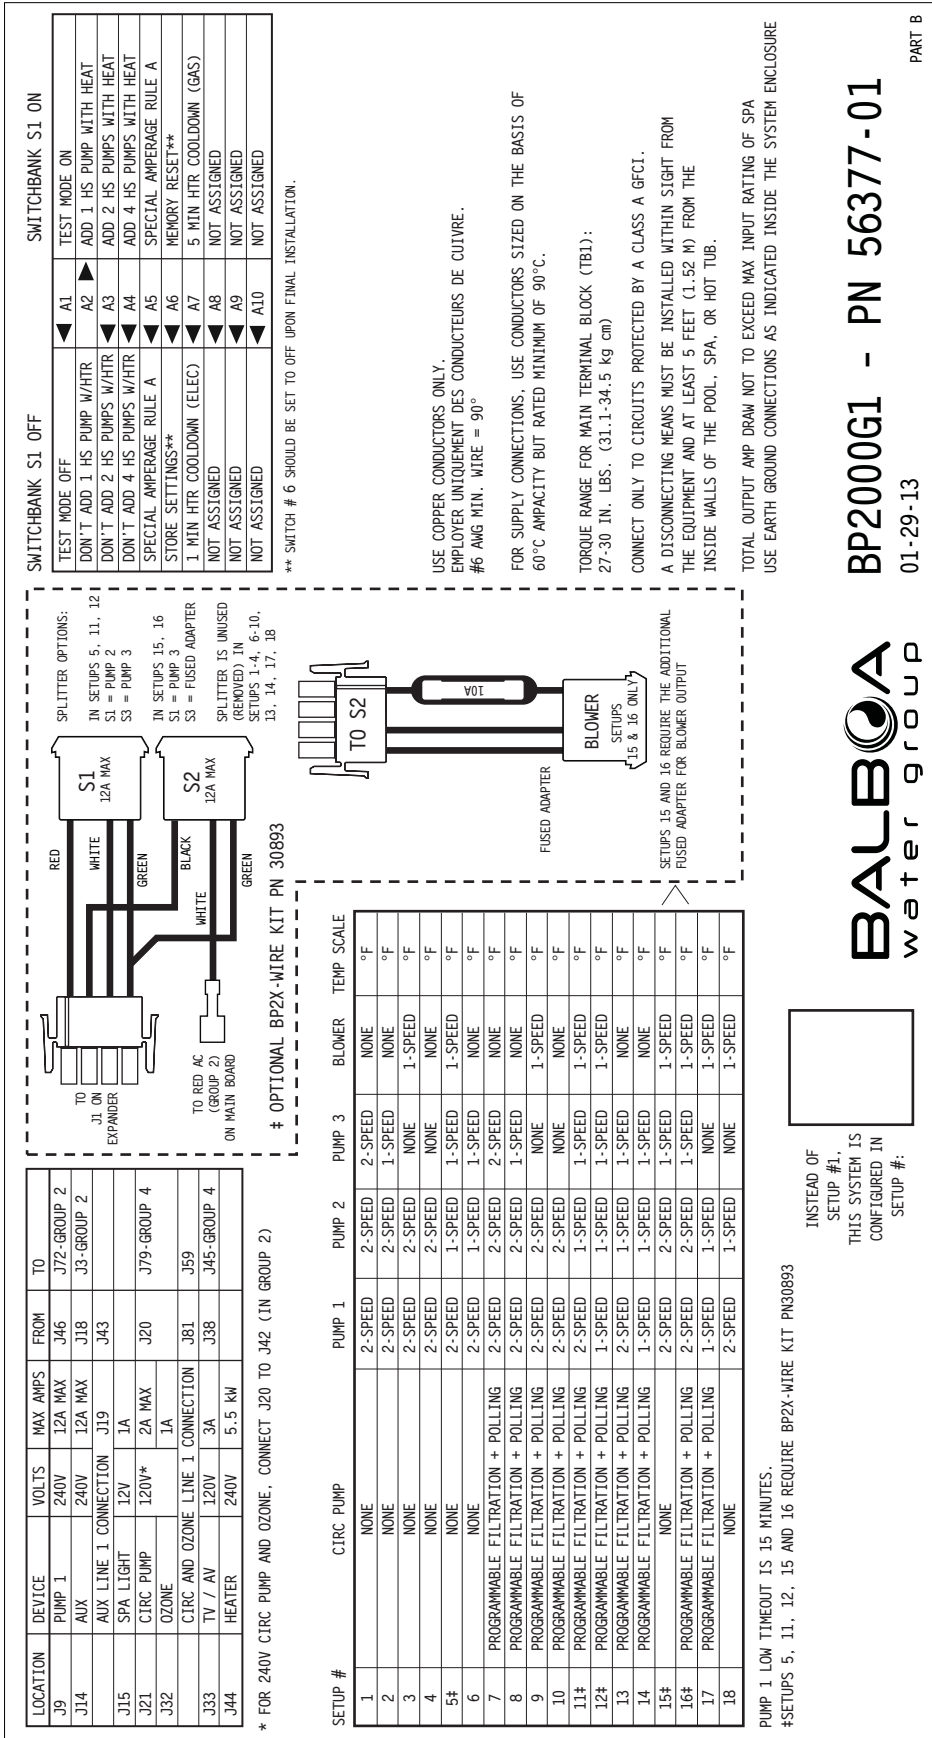 LOCATION DEVICE VOLTS MAX AMPS FROM TO
J9 PUMP 1 240V 12A MAX J46 J72-GROUP 2
J14 AUX 240V 12A MAX J18 J3-GROUP 2
AUX LINE 1 CONNECTION J19 J43
J15 SPA LIGHT 12V 1A
J21 CIRC PUMP 120V* 2A MAX J20 J79-GROUP 4
J32 OZONE 1A
CIRC AND OZONE LINE 1 CONNECTION J81 J59
J33 TV / AV 120V 3A J38 J45-GROUP 4
J44 HEATER 240V 5.5 kW
* FOR 240V CIRC PUMP AND OZONE, CONNECT J20 TO J42 (IN GROUP 2)
SETUP # CIRC PUMP PUMP 1 PUMP 2 PUMP 3 BLOWER TEMP SCALE
1 NONE 2-SPEED 2-SPEED 2-SPEED NONE °F
2 NONE 2-SPEED 2-SPEED 1-SPEED NONE °F
3 NONE 2-SPEED 2-SPEED NONE 1-SPEED °F
4 NONE 2-SPEED 2-SPEED NONE NONE °F
5‡ NONE 2-SPEED 1-SPEED 1-SPEED 1-SPEED °F
6 NONE 2-SPEED 1-SPEED 1-SPEED NONE °F
7 PROGRAMMABLE FILTRATION + POLLING 2-SPEED 2-SPEED 2-SPEED NONE °F
8 PROGRAMMABLE FILTRATION + POLLING 2-SPEED 2-SPEED 1-SPEED NONE °F
9 PROGRAMMABLE FILTRATION + POLLING 2-SPEED 2-SPEED NONE 1-SPEED °F
10 PROGRAMMABLE FILTRATION + POLLING 2-SPEED 2-SPEED NONE NONE °F
11‡ PROGRAMMABLE FILTRATION + POLLING 2-SPEED 1-SPEED 1-SPEED 1-SPEED °F
12‡ PROGRAMMABLE FILTRATION + POLLING 1-SPEED 1-SPEED 1-SPEED 1-SPEED °F
13 PROGRAMMABLE FILTRATION + POLLING 2-SPEED 1-SPEED 1-SPEED NONE °F
14 PROGRAMMABLE FILTRATION + POLLING 1-SPEED 1-SPEED 1-SPEED NONE °F
15‡ NONE 2-SPEED 2-SPEED 1-SPEED 1-SPEED °F
16‡ PROGRAMMABLE FILTRATION + POLLING 2-SPEED 2-SPEED 1-SPEED 1-SPEED °F
17 PROGRAMMABLE FILTRATION + POLLING 1-SPEED 1-SPEED NONE 1-SPEED °F
18 NONE 2-SPEED 1-SPEED NONE 1-SPEED °F
PUMP 1 LOW TIMEOUT IS 15 MINUTES.
‡SETUPS 5, 11, 12, 15 AND 16 REQUIRE BP2X-WIRE KIT PN30893
INSTEAD OF
SETUP #1,
THIS SYSTEM IS
CONFIGURED IN
SETUP #:
TO
J1 ON
EXPANDER
RED
WHITE
GREEN
S1
12A MAX
BLACK
WHITE
GREEN
S2
12A MAX
TO RED AC
(GROUP 2)
ON MAIN BOARD
‡ OPTIONAL BP2X-WIRE KIT PN 30893
SPLITTER OPTIONS:
IN SETUPS 5, 11, 12
S1 = PUMP 2
S3 = PUMP 3
IN SETUPS 15, 16
S1 = PUMP 3
S3 = FUSED ADAPTER
SPLITTER IS UNUSED
(REMOVED) IN
SETUPS 1-4, 6-10,
13, 14, 17, 18
TO S2
10A
BLOWER
SETUPS
15 & 16 ONLY
FUSED ADAPTER
SETUPS 15 AND 16 REQUIRE THE ADDITIONAL
FUSED ADAPTER FOR BLOWER OUTPUT
SWITCHBANK S1 OFF SWITCHBANK S1 ON
TEST MODE OFF ◀ A1 TEST MODE ON
DON'T ADD 1 HS PUMP W/HTR A2 ▶ ADD 1 HS PUMP WITH HEAT
DON'T ADD 2 HS PUMPS W/HTR ◀ A3 ADD 2 HS PUMPS WITH HEAT
DON'T ADD 4 HS PUMPS W/HTR ◀ A4 ADD 4 HS PUMPS WITH HEAT
SPECIAL AMPERAGE RULE A ◀ A5 SPECIAL AMPERAGE RULE A
STORE SETTINGS** ◀ A6 MEMORY RESET**
1 MIN HTR COOLDOWN (ELEC) ◀ A7 5 MIN HTR COOLDOWN (GAS)
NOT ASSIGNED ◀ A8 NOT ASSIGNED
NOT ASSIGNED ◀ A9 NOT ASSIGNED
NOT ASSIGNED ◀ A10 NOT ASSIGNED
** SWITCH # 6 SHOULD BE SET TO OFF UPON FINAL INSTALLATION.
USE COPPER CONDUCTORS ONLY.
EMPLOYER UNIQUEMENT DES CONDUCTEURS DE CUIVRE.
#6 AWG MIN. WIRE = 90°
FOR SUPPLY CONNECTIONS, USE CONDUCTORS SIZED ON THE BASIS OF
60°C AMPACITY BUT RATED MINIMUM OF 90°C.
TORQUE RANGE FOR MAIN TERMINAL BLOCK (TB1):
27-30 IN. LBS. (31.1-34.5 kg cm)
CONNECT ONLY TO CIRCUITS PROTECTED BY A CLASS A GFCI.
A DISCONNECTING MEANS MUST BE INSTALLED WITHIN SIGHT FROM
THE EQUIPMENT AND AT LEAST 5 FEET (1.52 M) FROM THE
INSIDE WALLS OF THE POOL, SPA, OR HOT TUB.
TOTAL OUTPUT AMP DRAW NOT TO EXCEED MAX INPUT RATING OF SPA
USE EARTH GROUND CONNECTIONS AS INDICATED INSIDE THE SYSTEM ENCLOSURE
BALBOA
water group
BP2000G1 - PN 56377-01
01-29-13
PART B